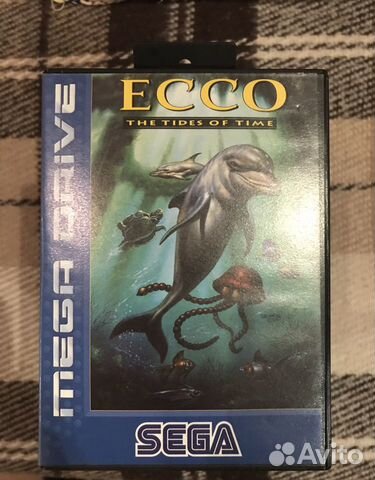 ECCO
THE TIDES OF TIME
MEGA DRIVE
SEGA
Avito